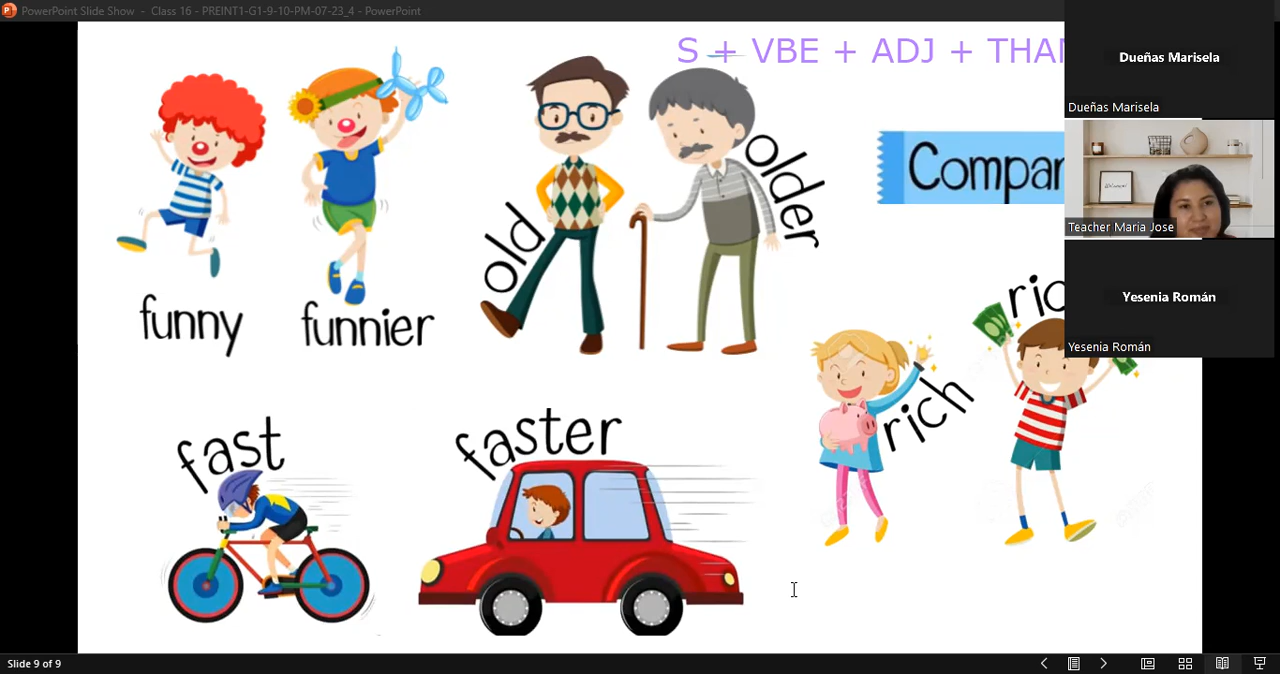 PowerPoint Slide Show - Class 16 - PREINT1-G1-9-10-PM-07-23_4 - PowerPoint
S + VBE + ADJ + THAN
Dueñas Marisela
Dueñas Marisela
Compar
Teacher Maria Jose
Yesenia Román
Yesenia Román
funny
funnier
old
older
ric
rich
fast
faster
Slide 9 of 9